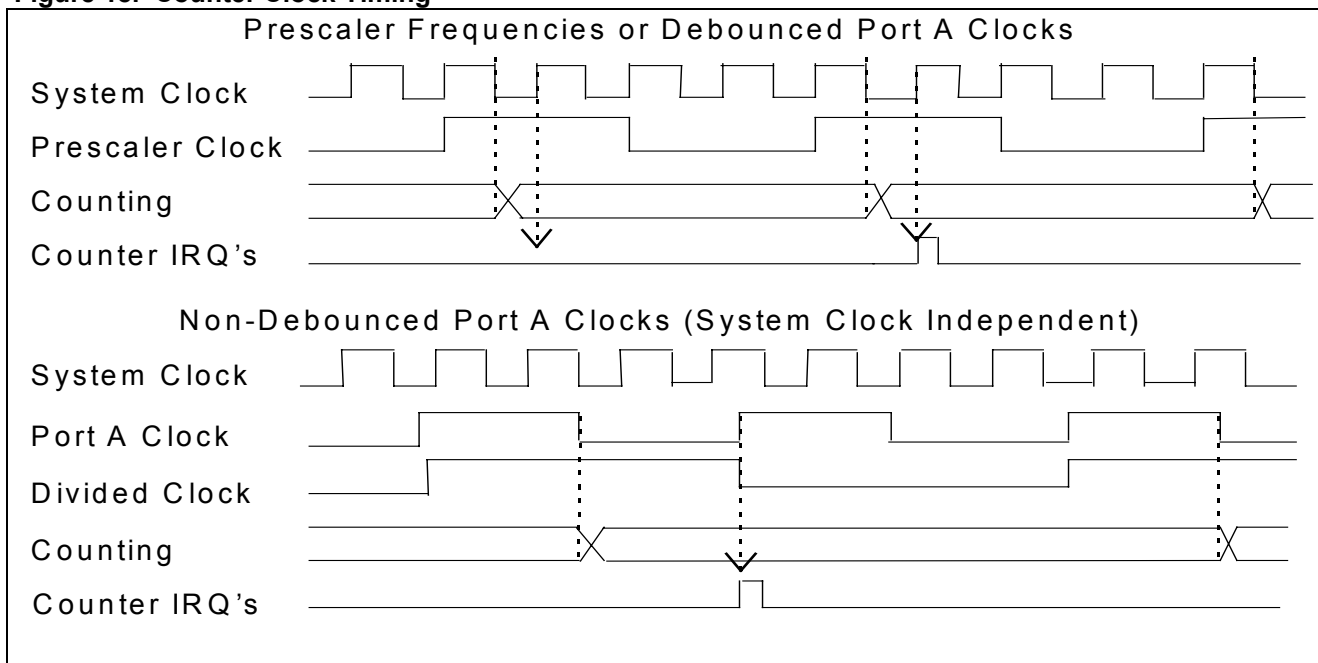 Prescaler Frequencies or Debounced Port A Clocks
System Clock
Prescaler Clock
Counting
Counter IRQ's
Non-Debounced Port A Clocks (System Clock Independent)
System Clock
Port A Clock
Divided Clock
Counting
Counter IRQ's